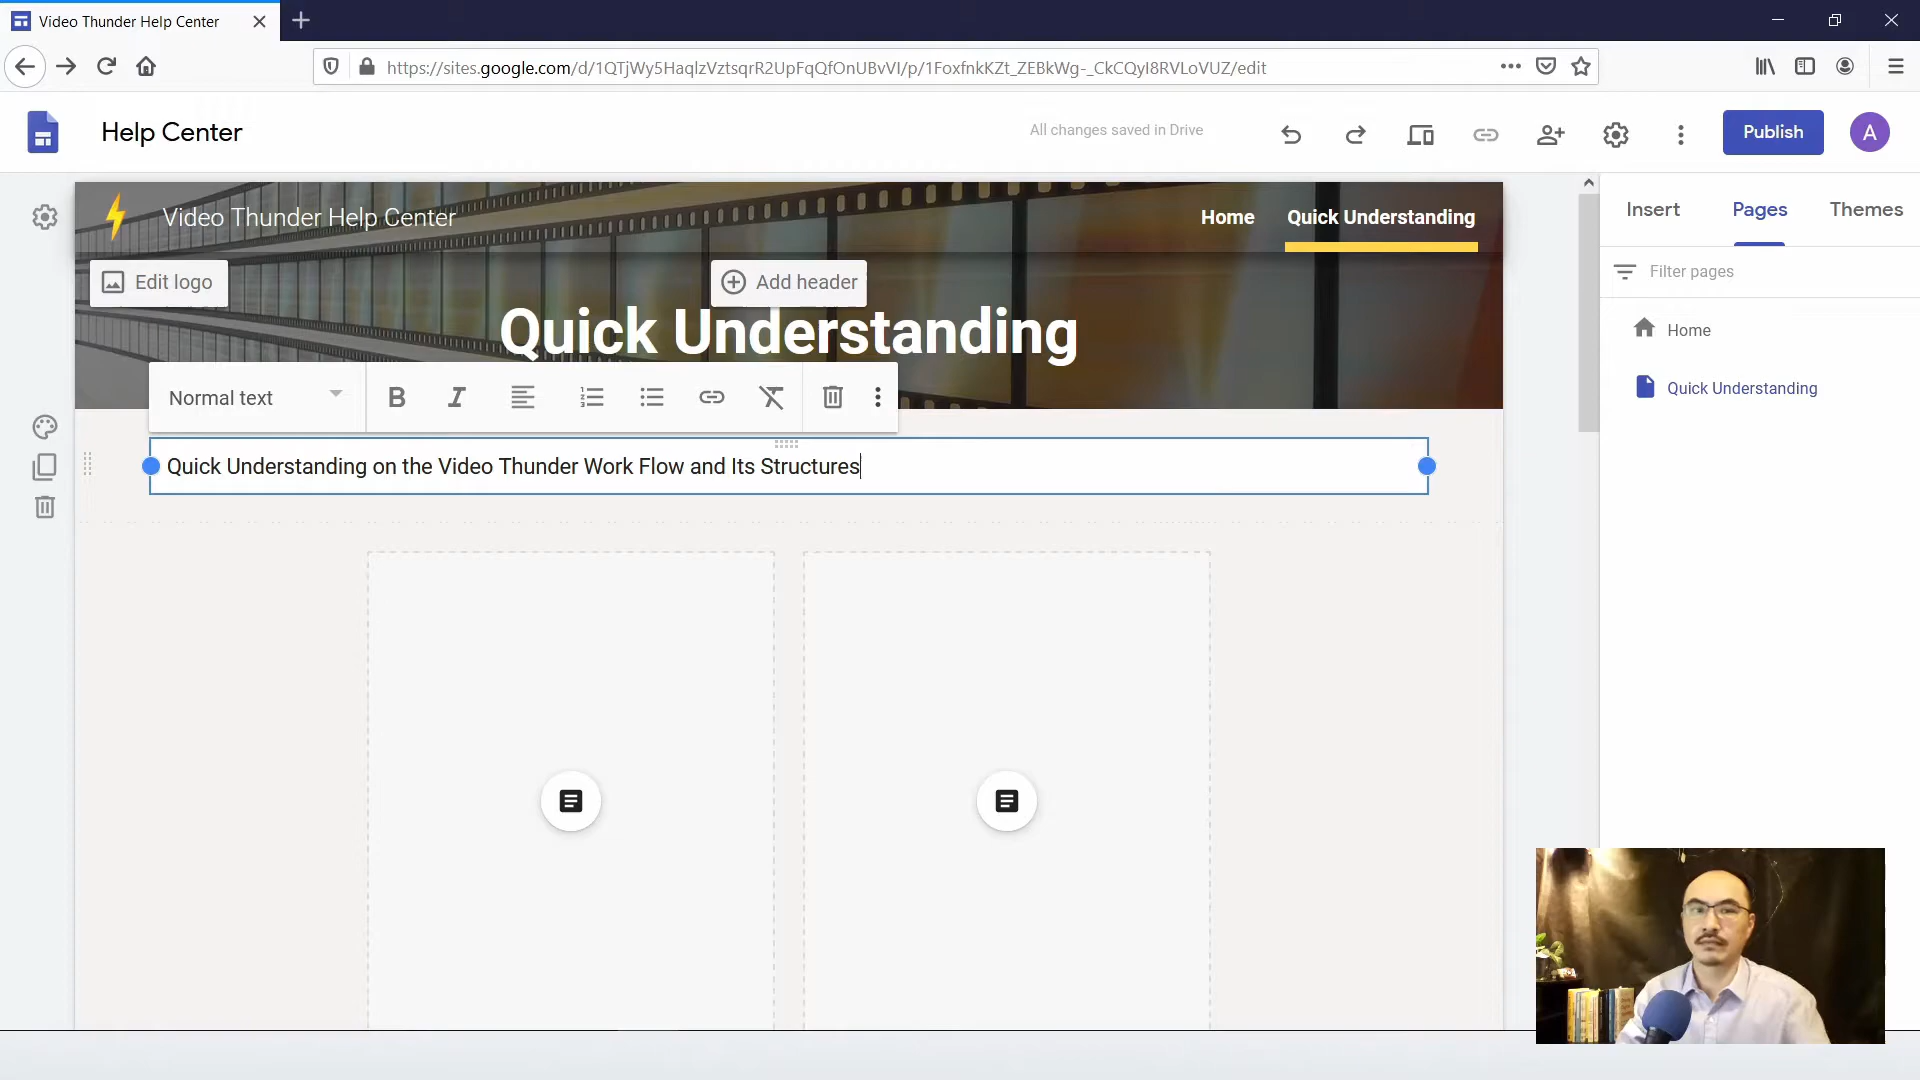 Video Thunder Help Center
https://sites.google.com/d/1QTjWy5HaqlzVztsqrR2UpFqQfOnUBvVI/p/1FoxfnkKZt_ZEBkWg-_CkCQyI8RVLoVUZ/edit
Help Center
All changes saved in Drive
Publish
A
Video Thunder Help Center
Home
Quick Understanding
Insert
Pages
Themes
Edit logo
Add header
Filter pages
Quick Understanding
Home
Normal text
Quick Understanding
Quick Understanding on the Video Thunder Work Flow and Its Structures